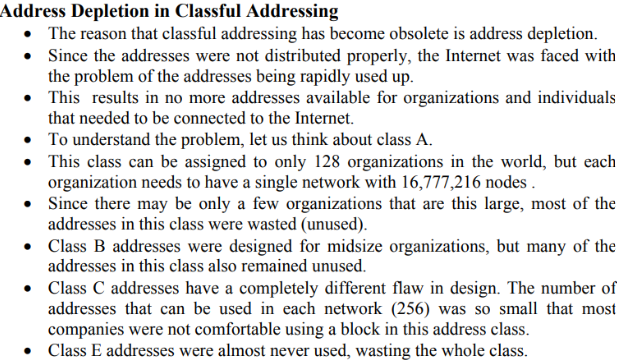 Address Depletion in Classful Addressing
• The reason that classful addressing has become obsolete is address depletion.
• Since the addresses were not distributed properly, the Internet was faced with
the problem of the addresses being rapidly used up.
• This results in no more addresses available for organizations and individuals
that needed to be connected to the Internet.
• To understand the problem, let us think about class A.
• This class can be assigned to only 128 organizations in the world, but each
organization needs to have a single network with 16,777,216 nodes .
• Since there may be only a few organizations that are this large, most of the
addresses in this class were wasted (unused).
• Class B addresses were designed for midsize organizations, but many of the
addresses in this class also remained unused.
• Class C addresses have a completely different flaw in design. The number of
addresses that can be used in each network (256) was so small that most
companies were not comfortable using a block in this address class.
• Class E addresses were almost never used, wasting the whole class.